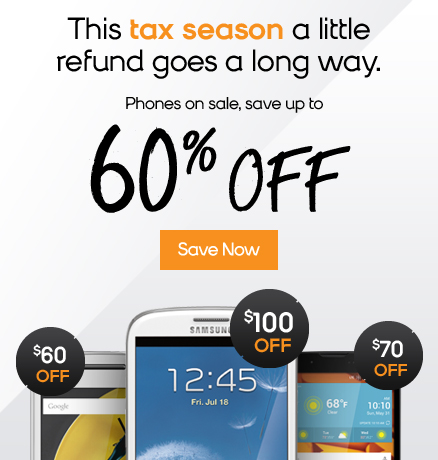 This tax season a little
refund goes a long way.
Phones on sale, save up to
60% OFF
Save Now
$60
OFF
SAMSUN
$100
OFF
$70
OFF
12:45
Fri. Jul 18
Google
68°F
10:10